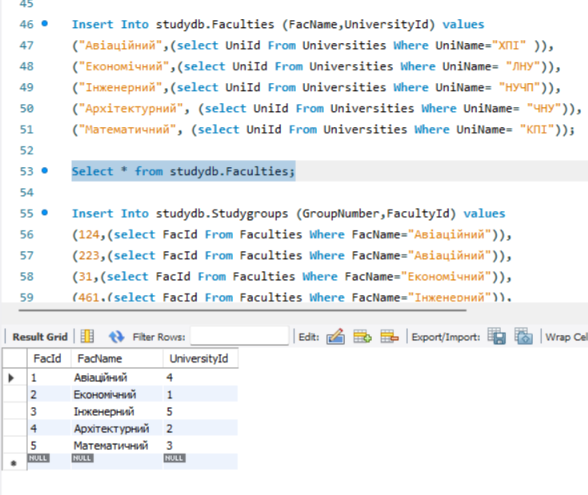 45
46 Insert Into studydb.Faculties (FacName,UniversityId) values
47 ("Авіаційний",(select UniId From Universities Where UniName="ХПІ" )),
48 ("Економічний",(select UniId From Universities Where UniName= "ЛНУ")),
49 ("Інженерний",(select UniId From Universities Where UniName= "НУЧП")),
50 ("Архітектурний", (select UniId From Universities Where UniName= "ЧНУ")),
51 ("Математичний", (select UniId From Universities Where UniName= "КПІ"));
52
53 Select * from studydb.Faculties;
54
55 Insert Into studydb.Studygroups (GroupNumber,FacultyId) values
56 (124,(select FacId From Faculties Where FacName="Авіаційний")),
57 (223,(select FacId From Faculties Where FacName="Авіаційний")),
58 (31,(select FacId From Faculties Where FacName="Економічний")),
59 (461,(select FacId From Faculties Where FacName="Інженерний")),
Result Grid Filter Rows: Edit: Export/Import: Wrap Cel
FacId FacName UniversityId
1 Авіаційний 4
2 Економічний 1
3 Інженерний 5
4 Архітектурний 2
5 Математичний 3
NULL NULL NULL